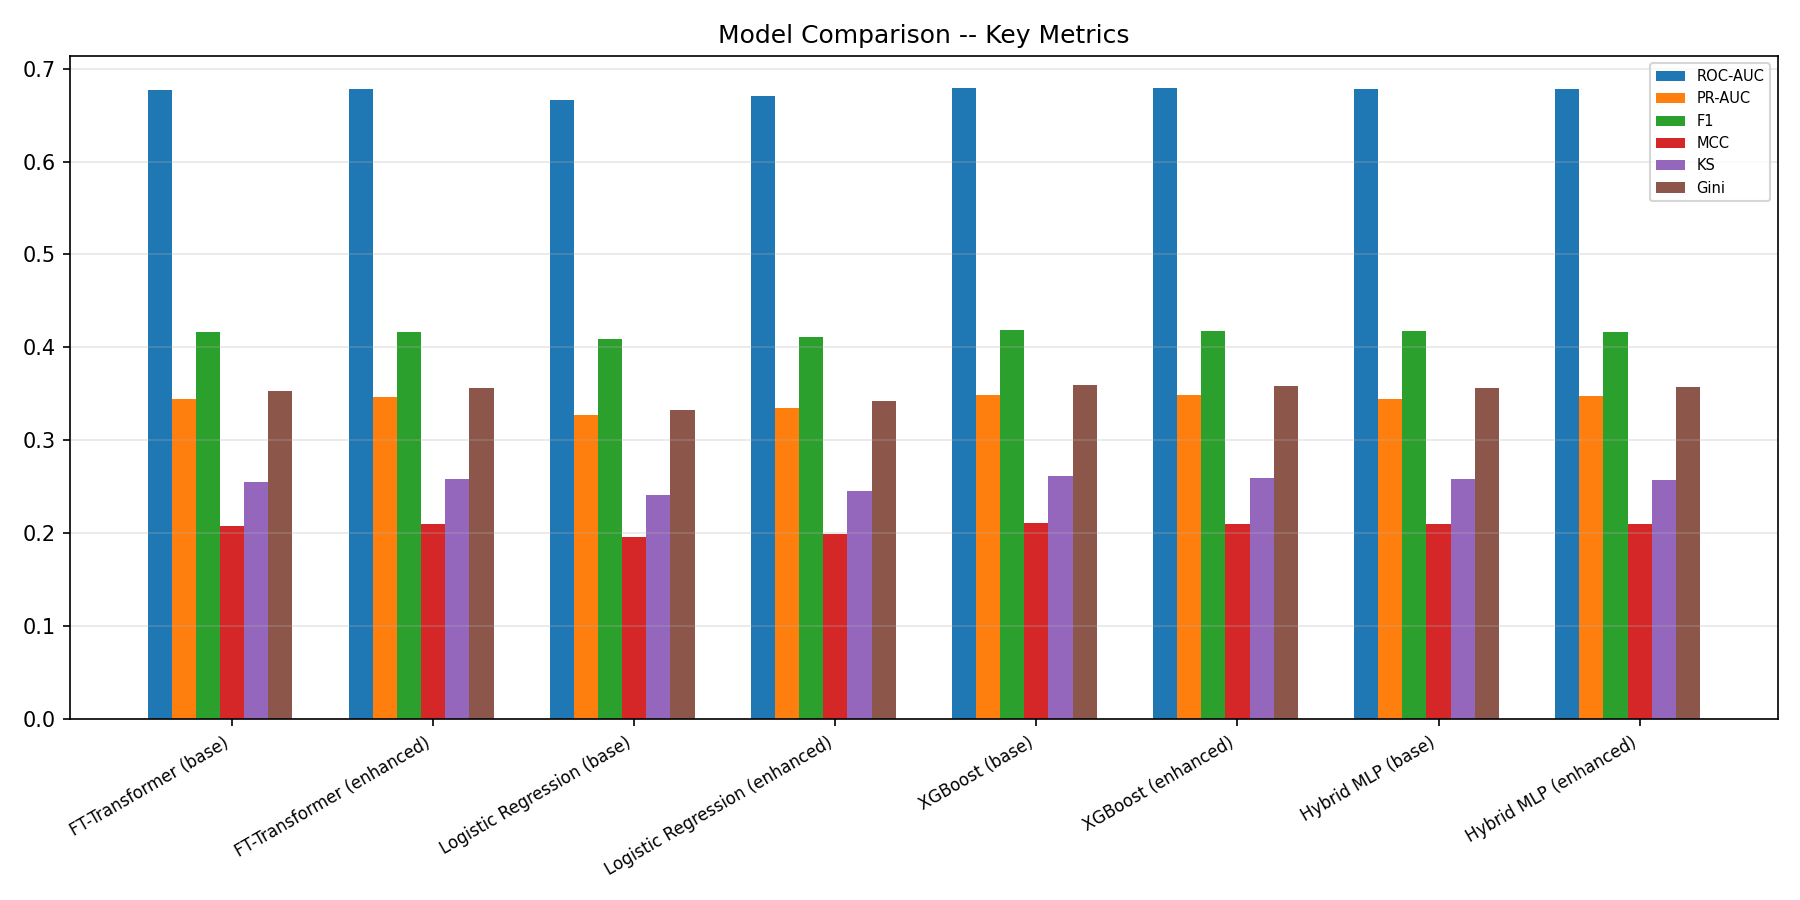 Model Comparison -- Key Metrics
0.7
0.6
0.5
0.4
0.3
0.2
0.1
0.0
ROC-AUC
PR-AUC
F1
MCC
KS
Gini
FT-Transformer (base)
FT-Transformer (enhanced)
Logistic Regression (base)
Logistic Regression (enhanced)
XGBoost (base)
XGBoost (enhanced)
Hybrid MLP (base)
Hybrid MLP (enhanced)